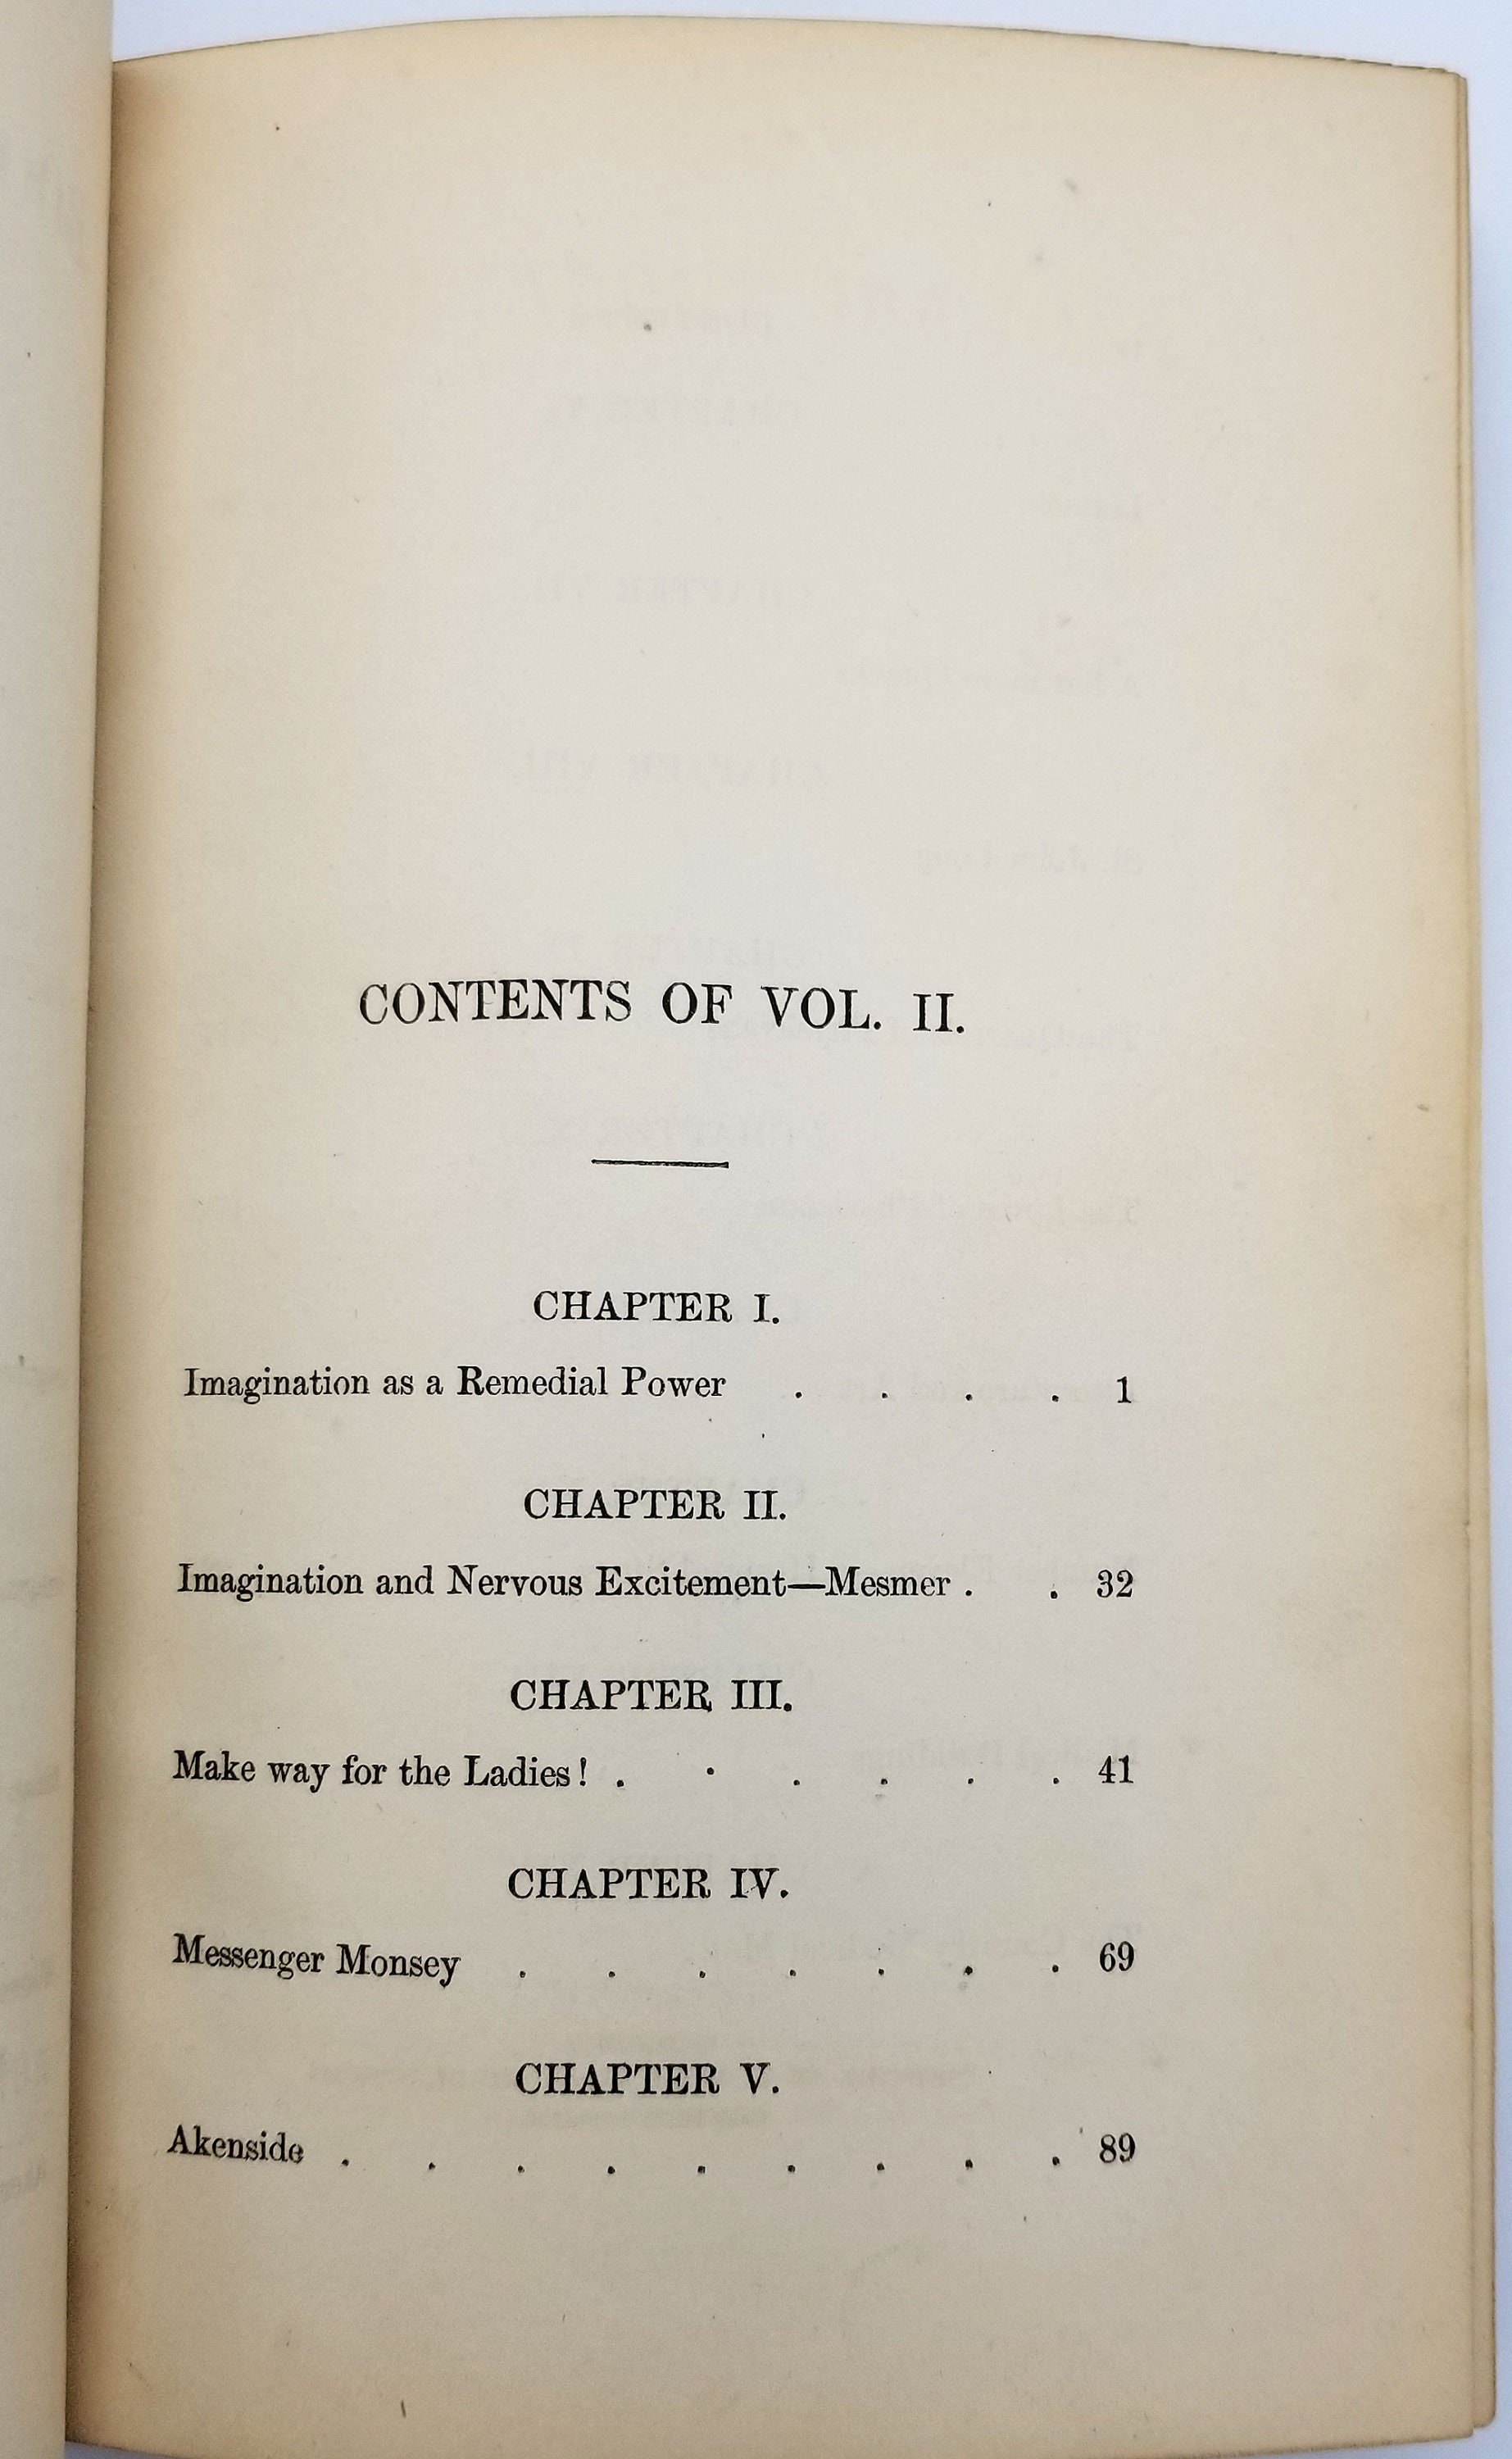 CONTENTS OF VOL. II.
CHAPTER I.
Imagination as a Remedial Power . . . . 1
CHAPTER II.
Imagination and Nervous Excitement—Mesmer . . 32
CHAPTER III.
Make way for the Ladies! . . . . . . 41
CHAPTER IV.
Messenger Monsey . . . . . . . 69
CHAPTER V.
Akenside . . . . . . . . . 89